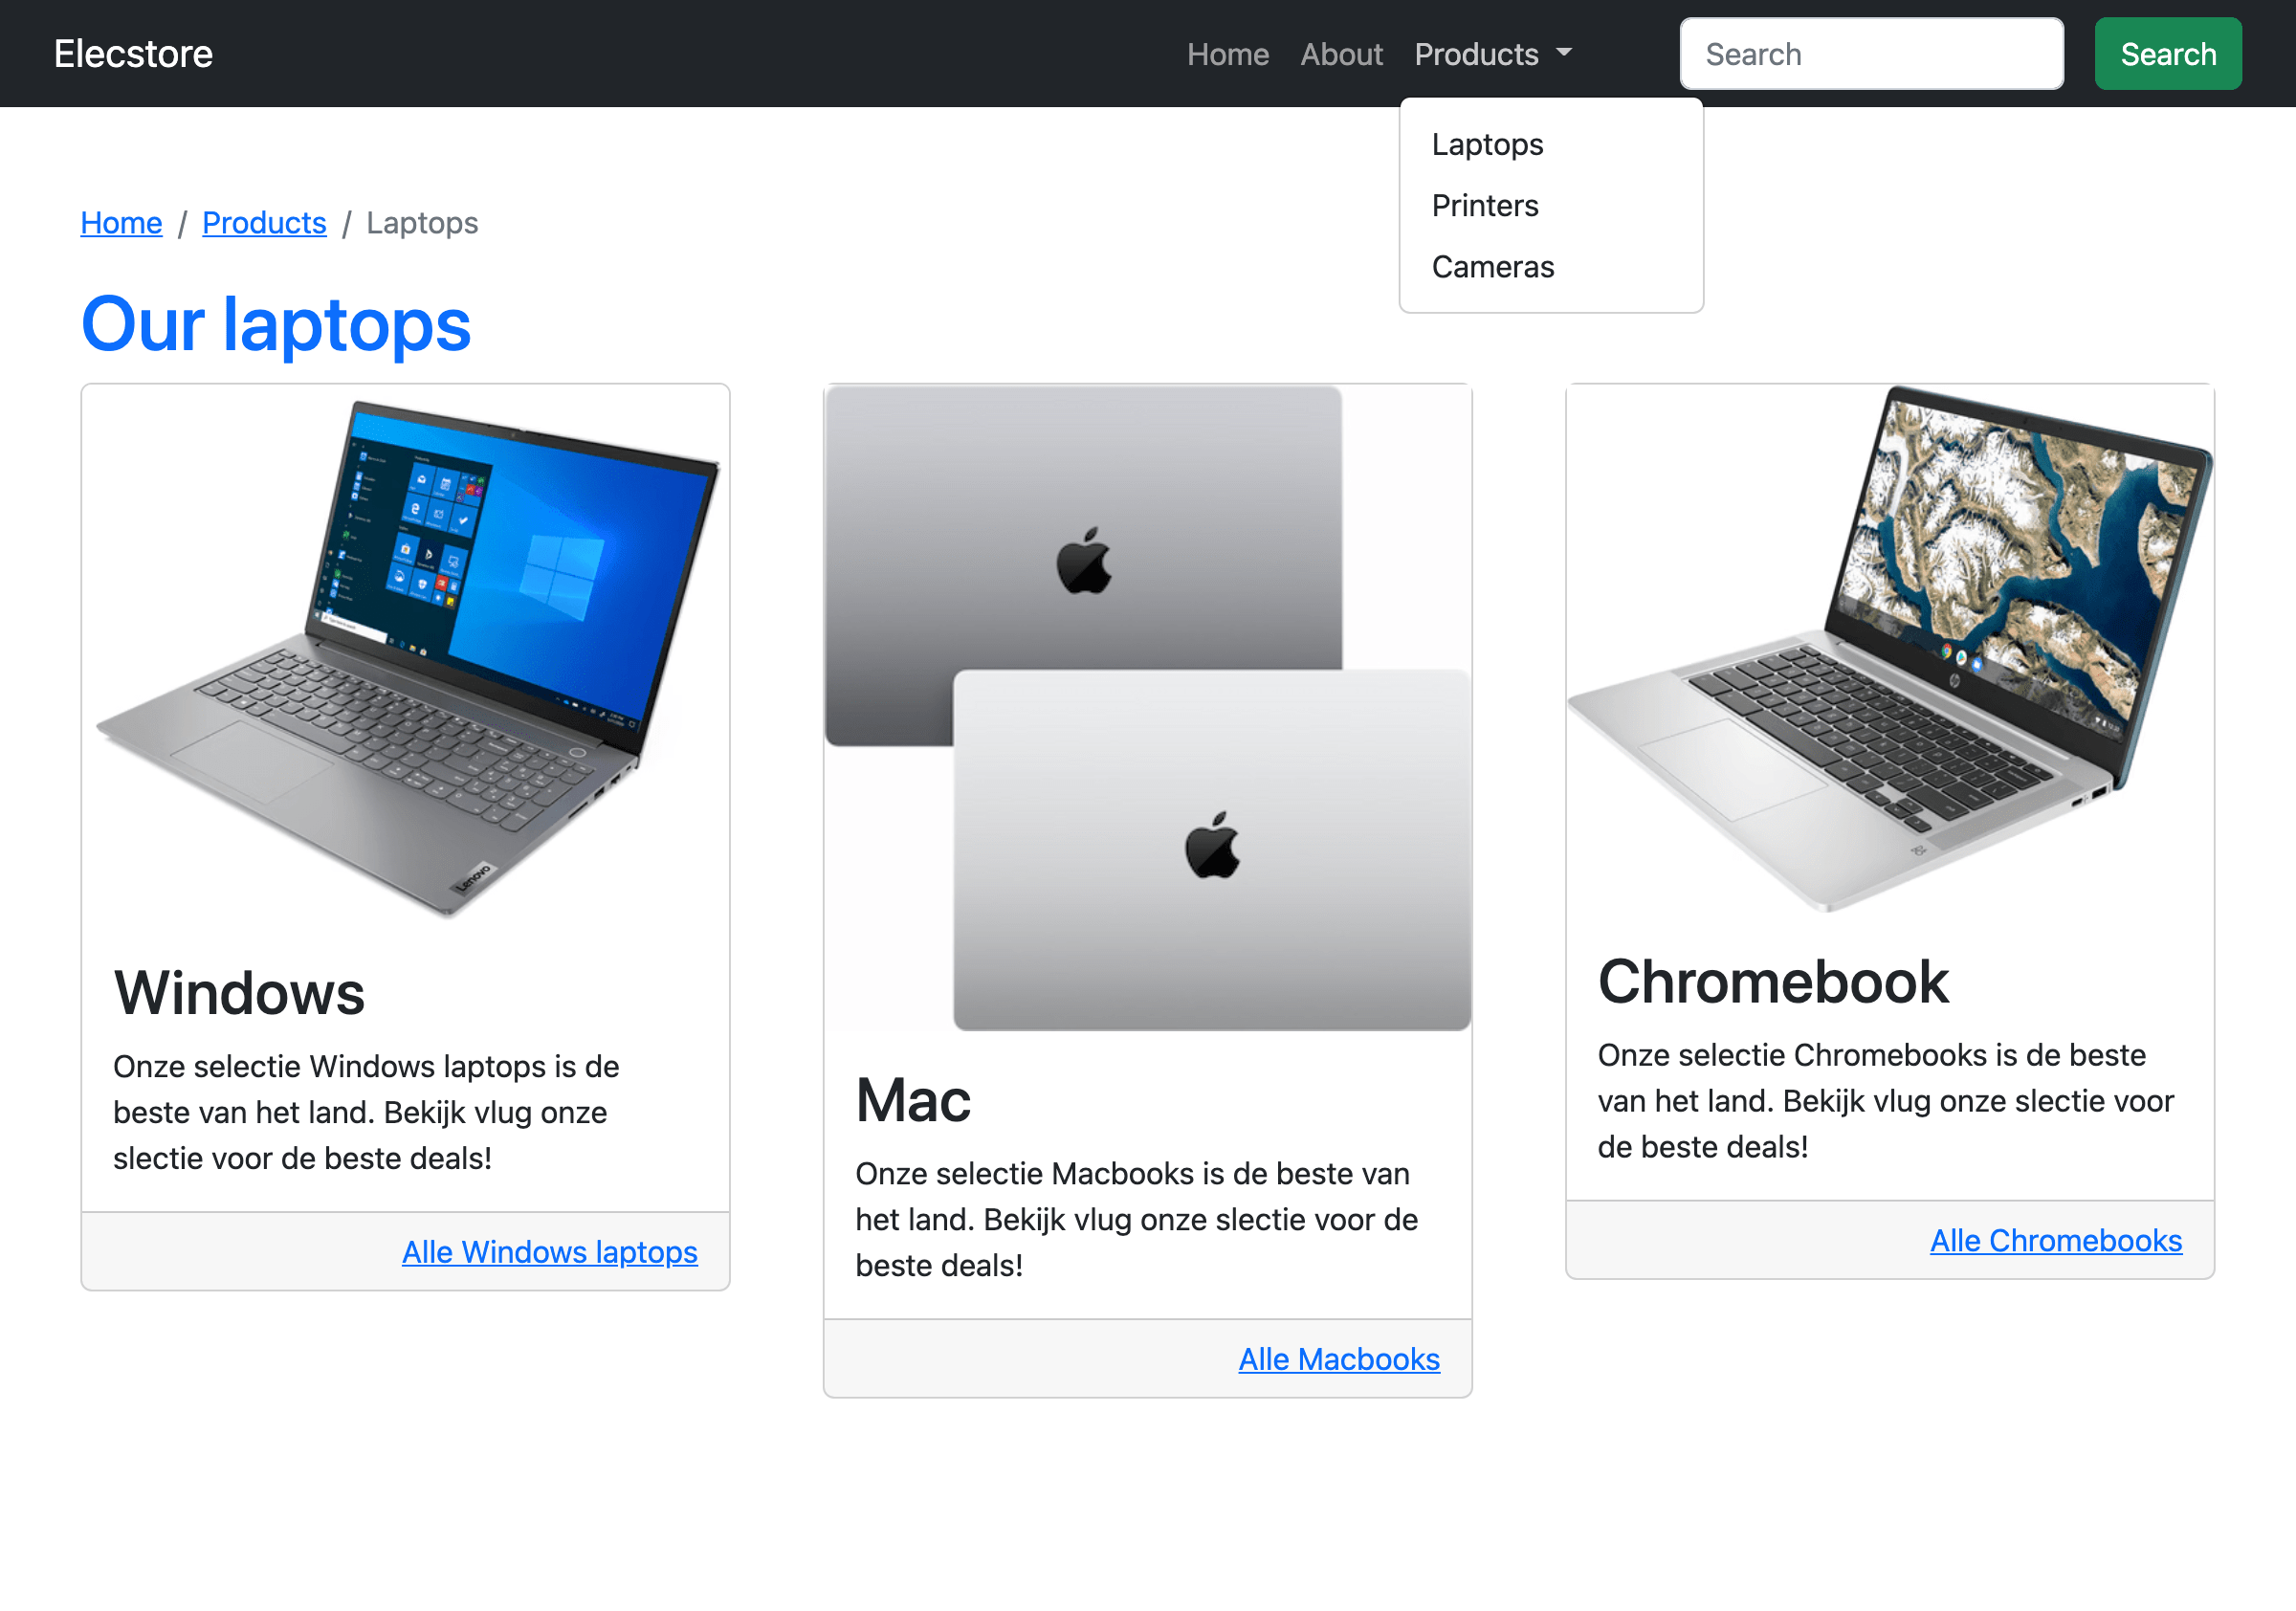 Elecstore
Home About Products
Search
Search
Laptops
Printers
Cameras
Home / Products / Laptops
Our laptops
Lenovo
Windows
Onze selectie Windows laptops is de
beste van het land. Bekijk vlug onze
slectie voor de beste deals!
Alle Windows laptops
Mac
Onze selectie Macbooks is de beste van
het land. Bekijk vlug onze slectie voor de
beste deals!
Alle Macbooks
Chromebook
Onze selectie Chromebooks is de beste
van het land. Bekijk vlug onze slectie voor
de beste deals!
Alle Chromebooks